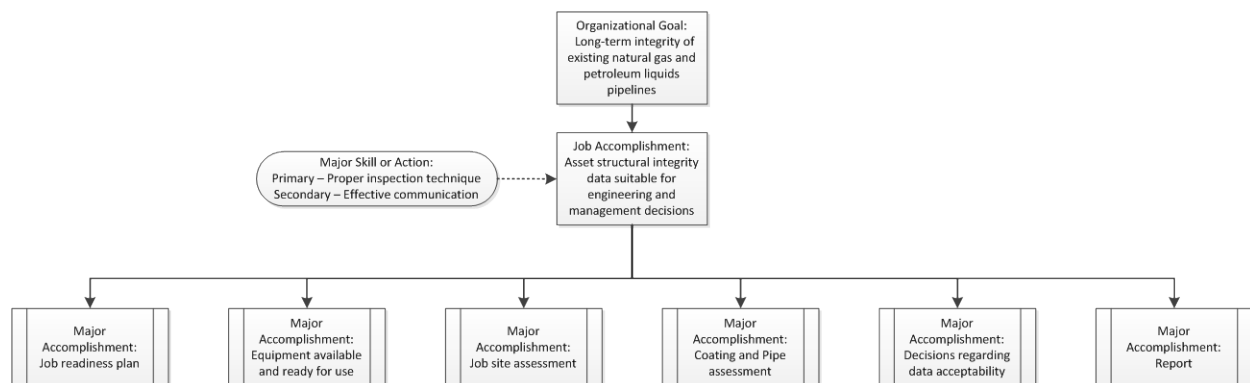 Organizational Goal:
Long-term integrity of
existing natural gas and
petroleum liquids
pipelines
Major Skill or Action:
Primary – Proper inspection technique
Secondary – Effective communication
Job Accomplishment:
Asset structural integrity
data suitable for
engineering and
management decisions
Major
Accomplishment:
Job readiness plan
Major
Accomplishment:
Equipment available
and ready for use
Major
Accomplishment:
Job site assessment
Major
Accomplishment:
Coating and Pipe
assessment
Major
Accomplishment:
Decisions regarding
data acceptability
Major
Accomplishment:
Report